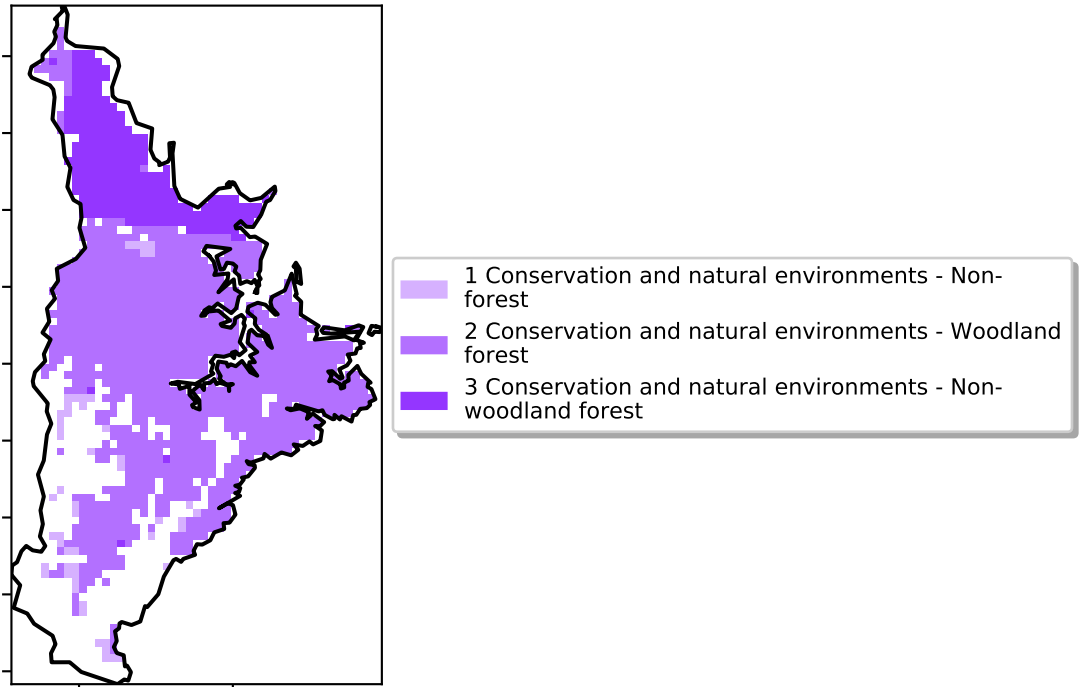 1 Conservation and natural environments - Non-
forest
2 Conservation and natural environments - Woodland
forest
3 Conservation and natural environments - Non-
woodland forest